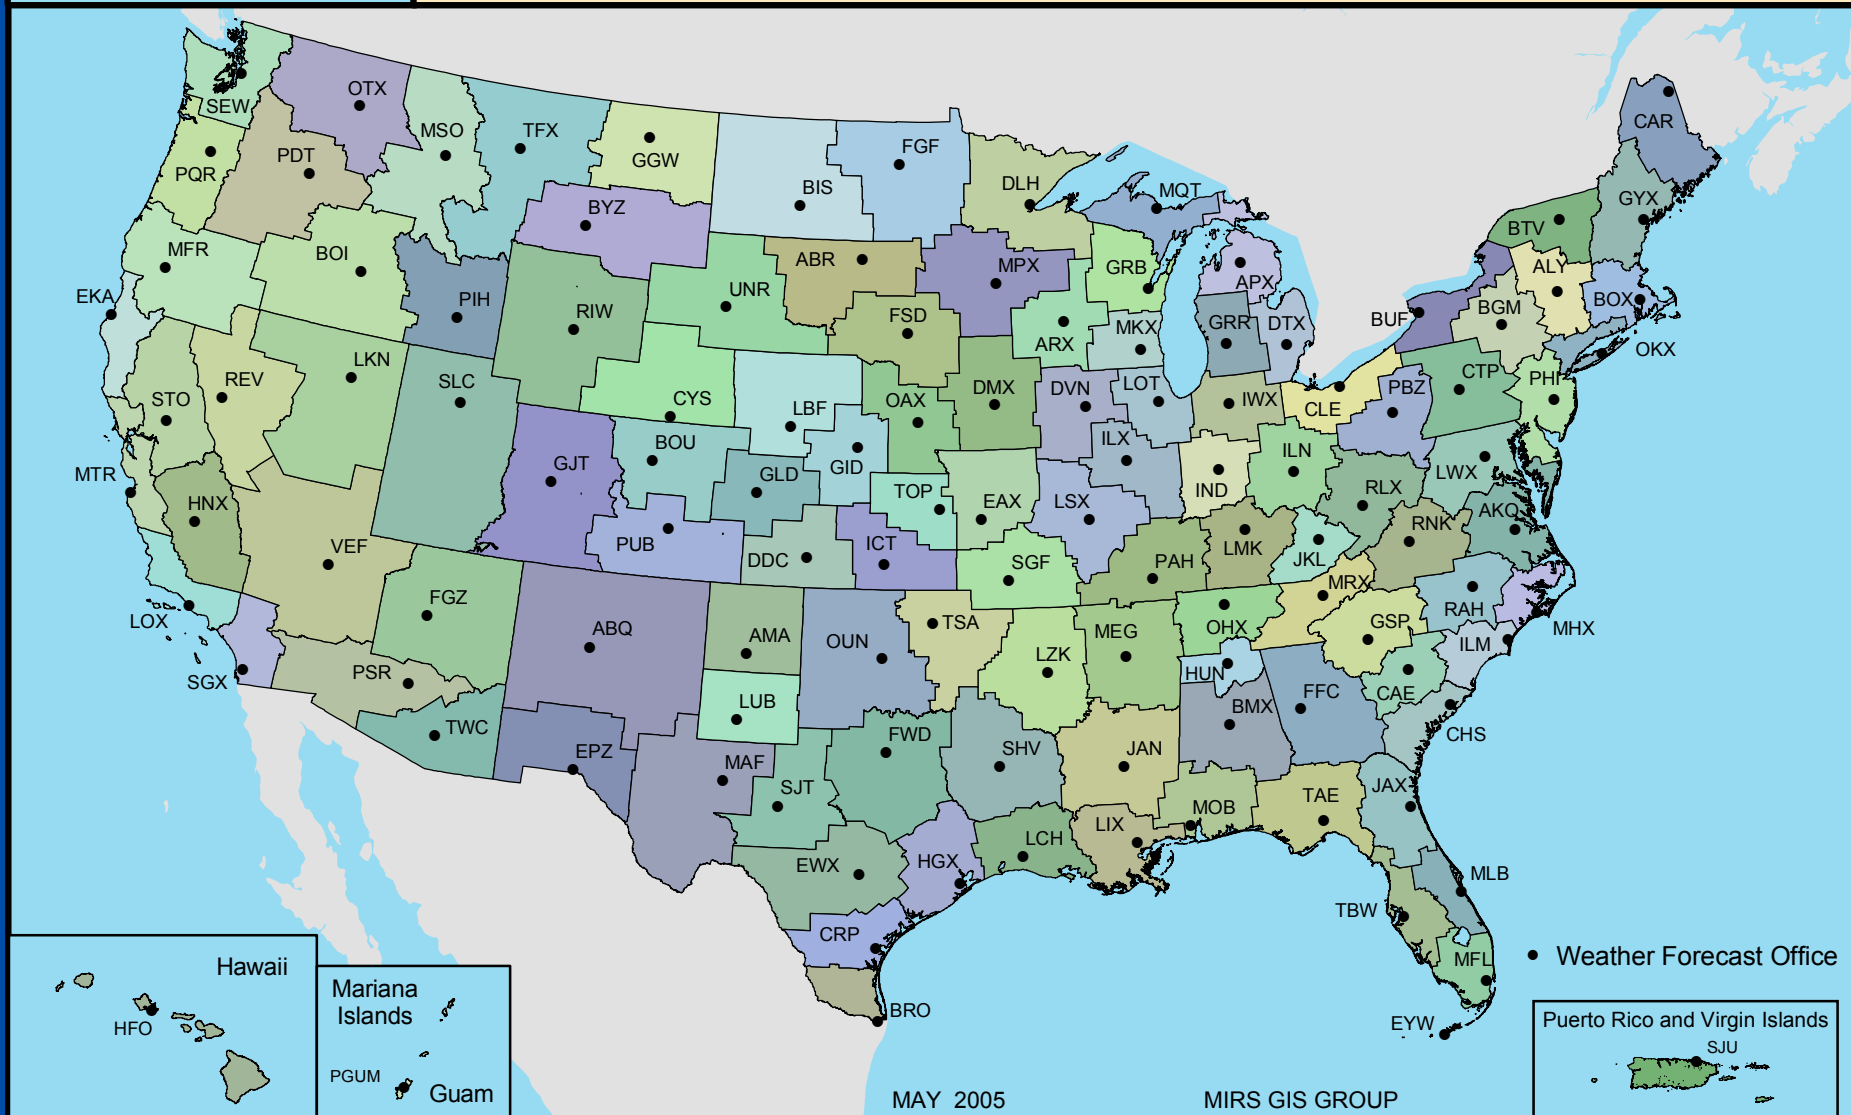 OTX
SEW
MSO
TFX
GGW
FGF
CAR
PDT
PQR
BIS
DLH
MQT
BYZ
GYX
BTV
MFR
BOI
ABR
MPX
GRB
APX
ALY
EKA
PIH
RIW
UNR
FSD
ARX
MKX
GRR
DTX
BUF
BGM
BOX
OKX
LKN
REV
SLC
STO
CYS
LBF
OAX
DMX
DVN
LOT
IWX
CLE
PBZ
CTP
PHI
MTR
HNX
GJT
BOU
GLD
GID
TOP
EAX
LSX
ILX
IND
ILN
RLX
LWX
AKQ
RNK
VEF
PUB
DDC
ICT
SGF
PAH
LMK
JKL
MRX
LOX
FGZ
ABQ
AMA
OUN
TSA
LZK
MEG
OHX
GSP
RAH
ILM
MHX
SGX
PSR
TWC
LUB
HUN
BMX
FFC
CAE
CHS
EPZ
MAF
SJT
FWD
SHV
JAN
MOB
TAE
JAX
EWX
HGX
LCH
LIX
MLB
TBW
CRP
MFL
BRO
EYW
Weather Forecast Office
Hawaii
HFO
Mariana
Islands
PGUM
Guam
Puerto Rico and Virgin Islands
SJU
MAY 2005
MIRS GIS GROUP